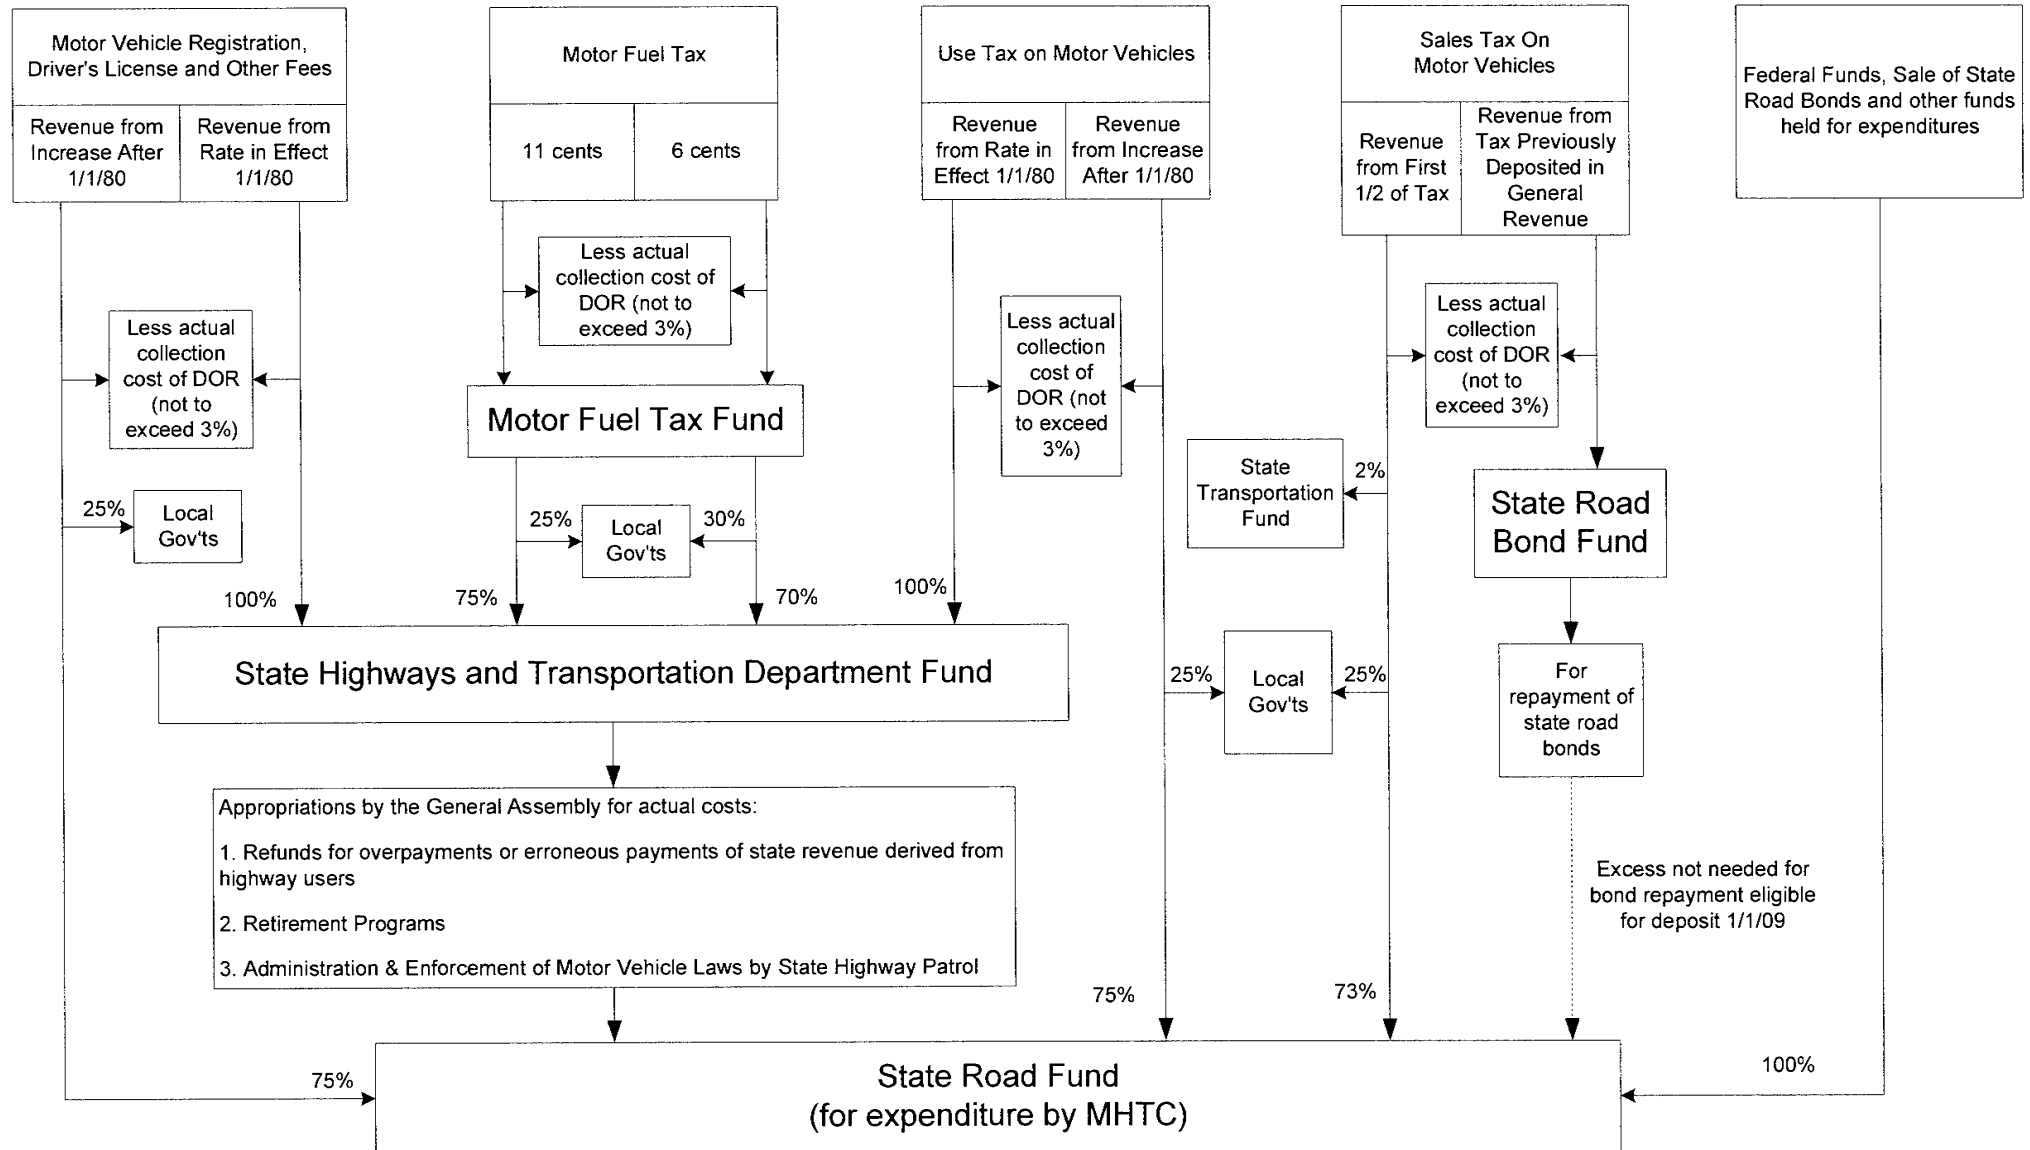 Motor Vehicle Registration,
Driver's License and Other Fees
Revenue from
Increase After
1/1/80
Revenue from
Rate in Effect
1/1/80
Motor Fuel Tax
11 cents
6 cents
Use Tax on Motor Vehicles
Revenue
from Rate in
Effect 1/1/80
Revenue
from Increase
After 1/1/80
Sales Tax On
Motor Vehicles
Revenue
from First
1/2 of Tax
Revenue from
Tax Previously
Deposited in
General
Revenue
Federal Funds, Sale of State
Road Bonds and other funds
held for expenditures
Less actual
collection
cost of DOR
(not to
exceed 3%)
Less actual
collection cost of
DOR (not to
exceed 3%)
Less actual
collection
cost of
DOR (not
to exceed
3%)
Less actual
collection
cost of DOR
(not to
exceed 3%)
Motor Fuel Tax Fund
State
Transportation
Fund
2%
State Road
Bond Fund
25%
Local
Gov'ts
25%
Local
Gov'ts
30%
100%
75%
70%
100%
State Highways and Transportation Department Fund
25%
Local
Gov'ts
25%
For
repayment of
state road
bonds
Appropriations by the General Assembly for actual costs:
1. Refunds for overpayments or erroneous payments of state revenue derived from
highway users
2. Retirement Programs
3. Administration & Enforcement of Motor Vehicle Laws by State Highway Patrol
Excess not needed for
bond repayment eligible
for deposit 1/1/09
75%
73%
75%
100%
State Road Fund
(for expenditure by MHTC)